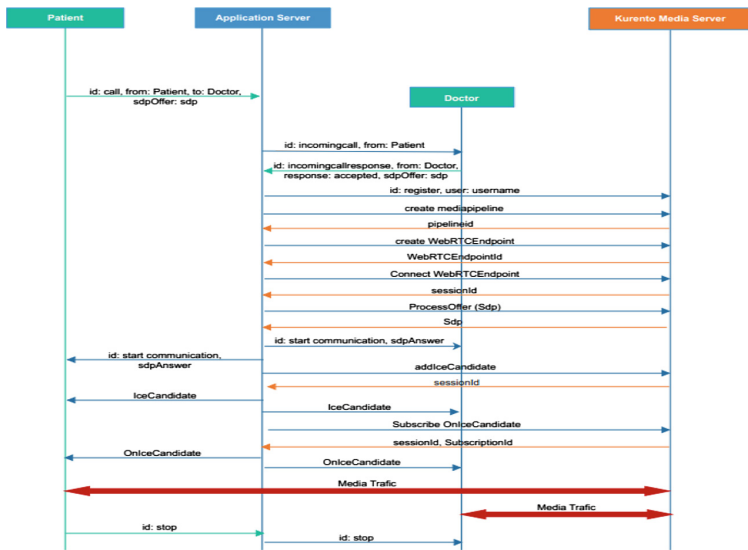 Patient
Application Server
Kurento Media Server
id: call, from: Patient, to: Doctor,
sdpOffer: sdp
Doctor
id: incomingcall, from: Patient
id: incomingcallresponse, from: Doctor,
response: accepted, sdpOffer: sdp
id: register, user: username
create mediapipeline
pipelineid
create WebRTCEndpoint
WebRTCEndpointId
Connect WebRTCEndpoint
sessionId
ProcessOffer (Sdp)
Sdp
id: start communication, sdpAnswer
id: start communication,
sdpAnswer
addIceCandidate
sessionId
IceCandidate
IceCandidate
Subscribe OnIceCandidate
sessionId, SubscriptionId
OnIceCandidate
OnIceCandidate
Media Trafic
Media Trafic
id: stop
id: stop